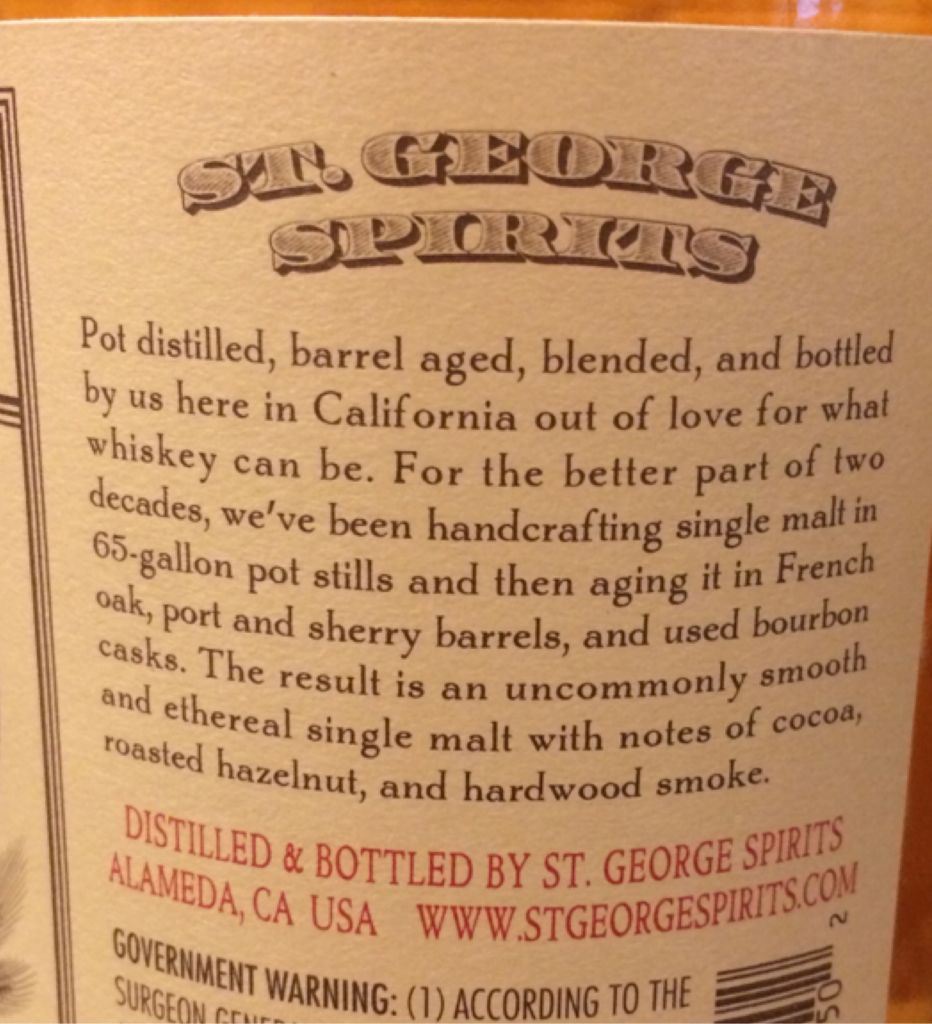 ST. GEORGE
SPIRITS
Pot distilled, barrel aged, blended, and bottled
by us here in California out of love for what
whiskey can be. For the better part of two
decades, we've been handcrafting single malt in
65-gallon pot stills and then aging it in French
oak, port and sherry barrels, and used bourbon
casks. The result is an uncommonly smooth
and ethereal single malt with notes of cocoa,
roasted hazelnut, and hardwood smoke.
DISTILLED & BOTTLED BY ST. GEORGE SPIRITS
ALAMEDA, CA USA WWW.STGEORGESPIRITS.COM
GOVERNMENT WARNING: (1) ACCORDING TO THE
SURGEON
2